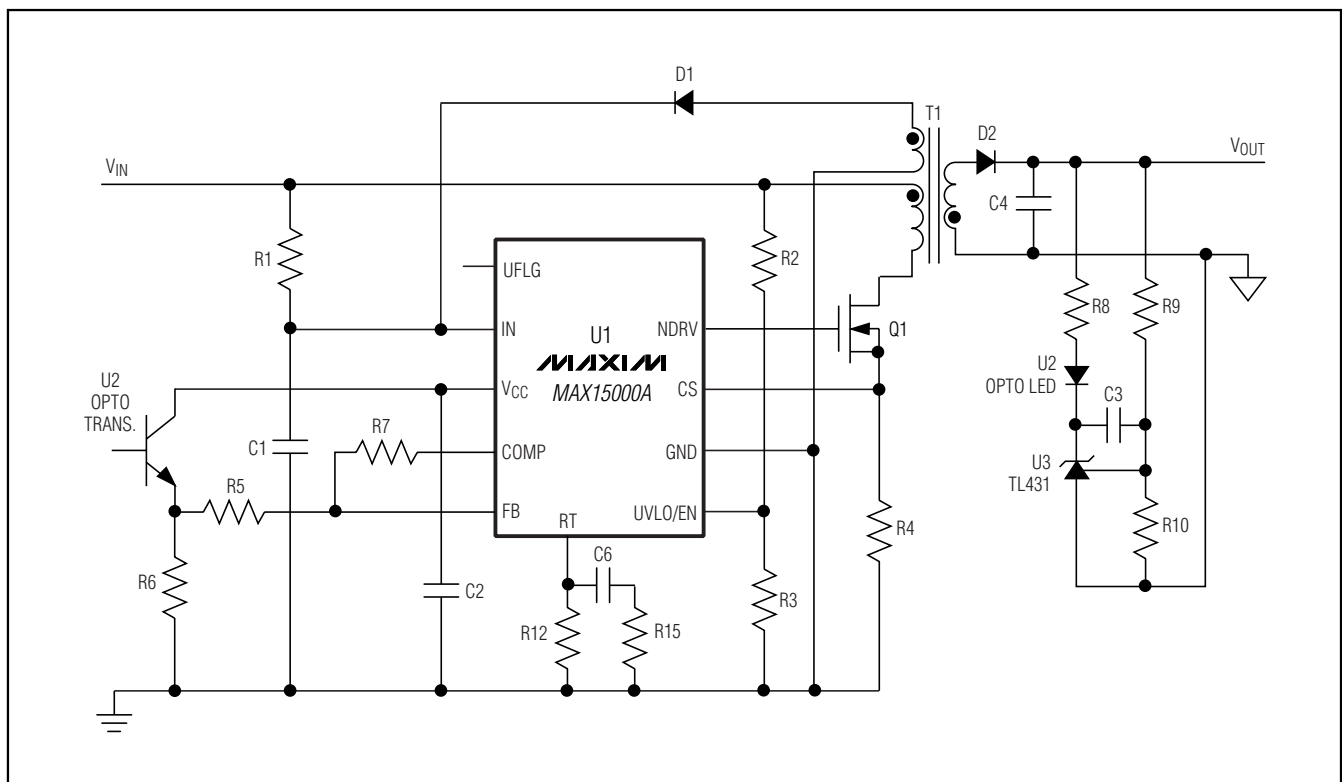 D1
T1
D2
VIN
VOUT
C4
R1
UFLG
R2
IN
U1
NDRV
Q1
MAXIM
MAX15000A
R8
R9
U2
OPTO LED
C3
U2
OPTO
TRANS.
VCC
CS
C1
R7
COMP
GND
U3
TL431
R5
FB
RT
UVLO/EN
R4
R10
R6
C2
C6
R3
R12
R15